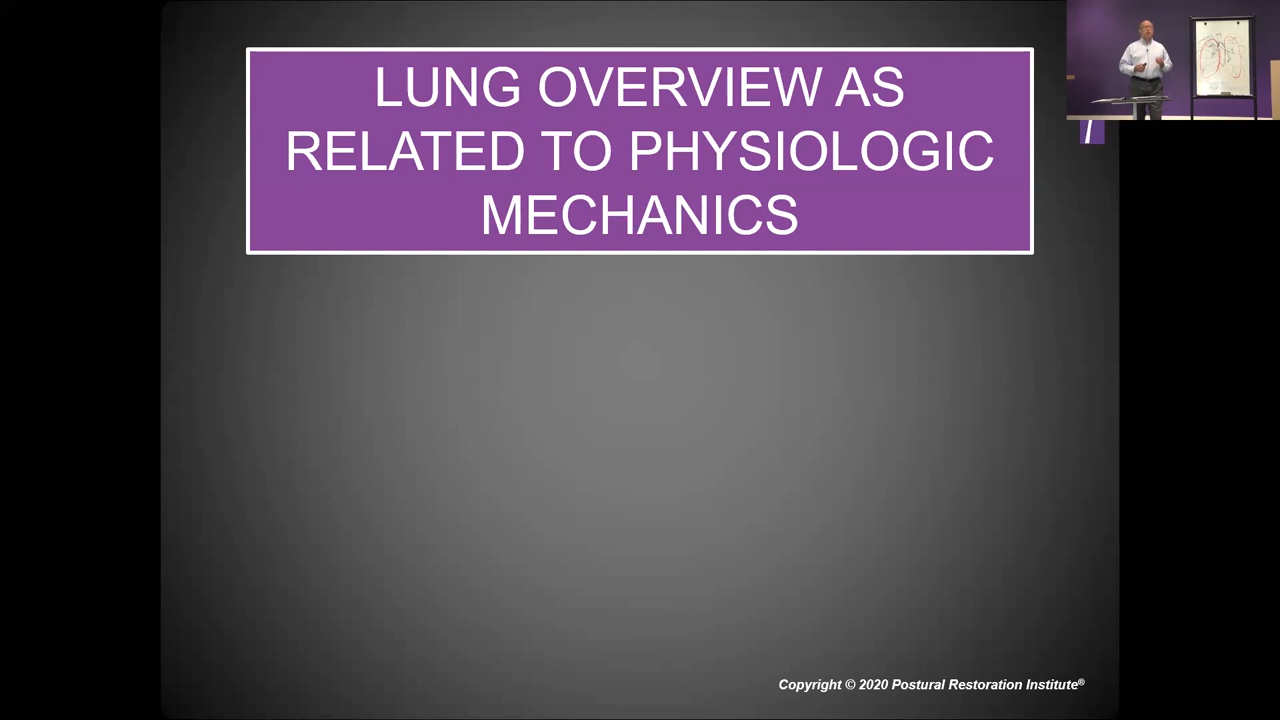 LUNG OVERVIEW AS
RELATED TO PHYSIOLOGIC
MECHANICS
Copyright © 2020 Postural Restoration Institute®